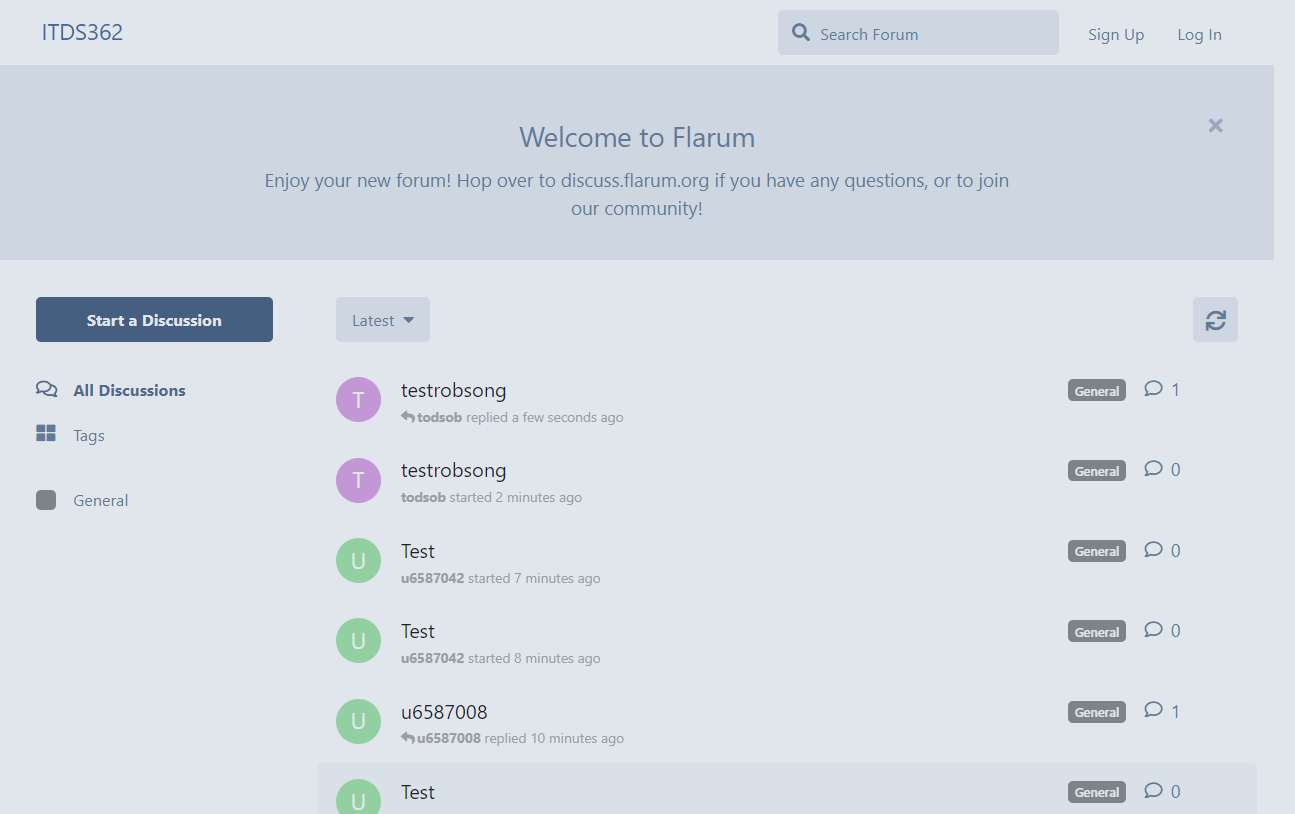 ITDS362
Search Forum
Sign Up
Log In
Welcome to Flarum
Enjoy your new forum! Hop over to discuss.flarum.org if you have any questions, or to join
our community!
Start a Discussion
Latest
All Discussions
Tags
General
T
testrobsong
General
1
todsob replied a few seconds ago
T
testrobsong
General
0
todsob started 2 minutes ago
U
Test
General
0
u6587042 started 7 minutes ago
U
Test
General
0
u6587042 started 8 minutes ago
U
u6587008
General
1
u6587008 replied 10 minutes ago
U
Test
General
0